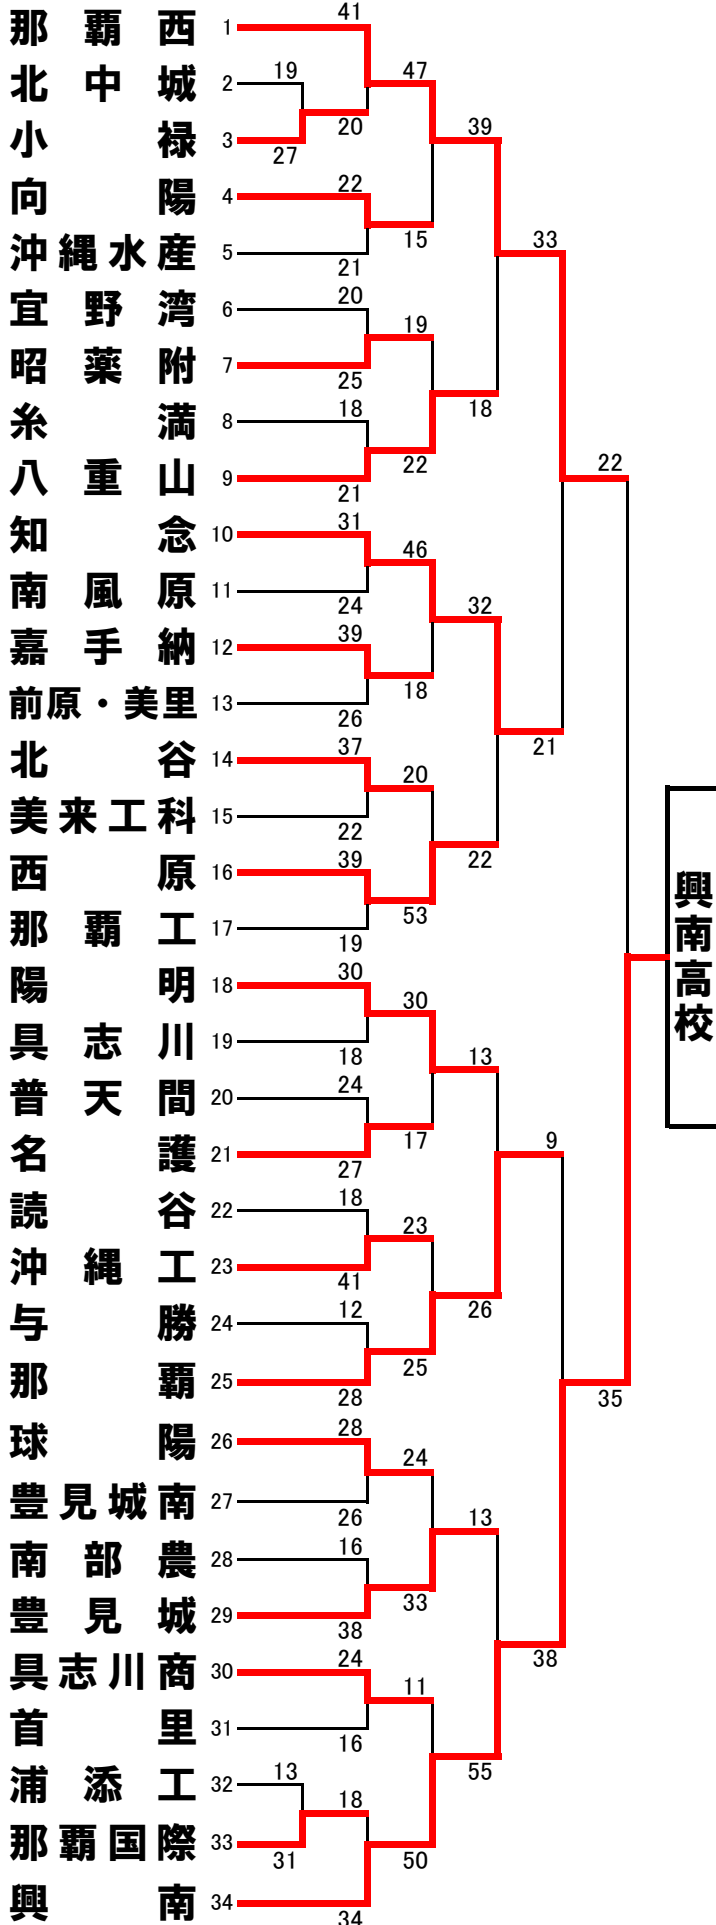 那覇西 1 41
北中城 2 19 47
小禄 3 27 20 39
向陽 4 22
沖縄水産 5 21 15 33
宜野湾 6 20
昭薬附 7 25 19
糸満 8 18 18
八重山 9 21 22 22
知念 10 31
南風原 11 24 46
嘉手納 12 39 32
前原・美里 13 26 18
北谷 14 37 21
美来工科 15 22 20
西原 16 39 22
那覇工 17 19 53
陽明 18 30
具志川 19 18 30
普天間 20 24 13
名護 21 27 17 9
読谷 22 18
沖縄工 23 41 23
与勝 24 12 26
那覇 25 28 25 35
球陽 26 28
豊見城南 27 26 24
南部農 28 16 13
豊見城 29 38 33
具志川商 30 24 38
首里 31 16 11
浦添工 32 13 55
那覇国際 33 31 18 50
興南 34 34
興南高校